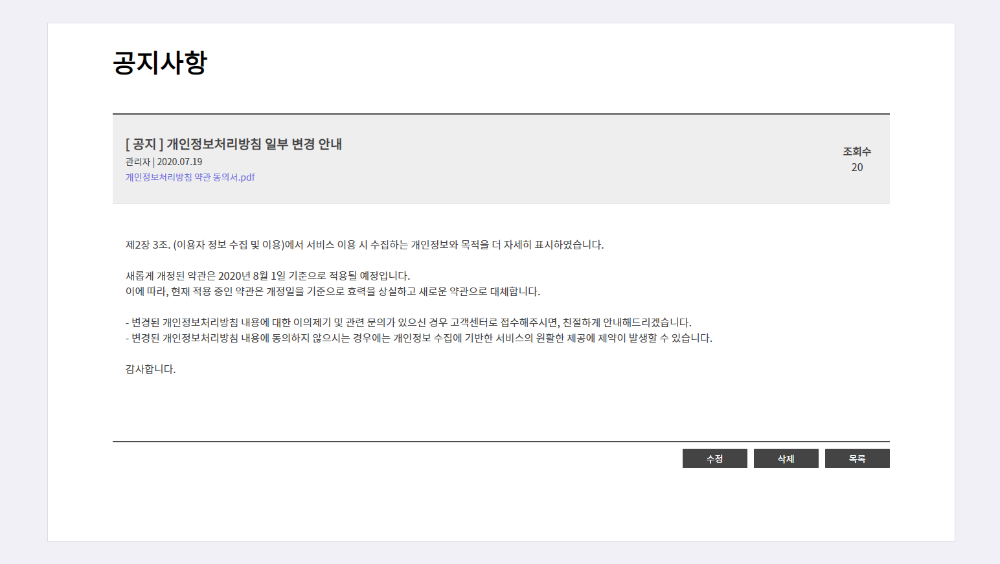 공지사항
[ 공지 ] 개인정보처리방침 일부 변경 안내
관리자 | 2020.07.19
개인정보처리방침 약관 동의서.pdf
조회수
20
제2장 3조. (이용자 정보 수집 및 이용)에서 서비스 이용 시 수집하는 개인정보와 목적을 더 자세히 표시하였습니다.
새롭게 개정된 약관은 2020년 8월 1일 기준으로 적용될 예정입니다.
이에 따라, 현재 적용 중인 약관은 개정일을 기준으로 효력을 상실하고 새로운 약관으로 대체합니다.
- 변경된 개인정보처리방침 내용에 대한 이의제기 및 관련 문의가 있으신 경우 고객센터로 접수해주시면, 친절하게 안내해드리겠습니다.
- 변경된 개인정보처리방침 내용에 동의하지 않으시는 경우에는 개인정보 수집에 기반한 서비스의 원활한 제공에 제약이 발생할 수 있습니다.
감사합니다.
수정
삭제
목록